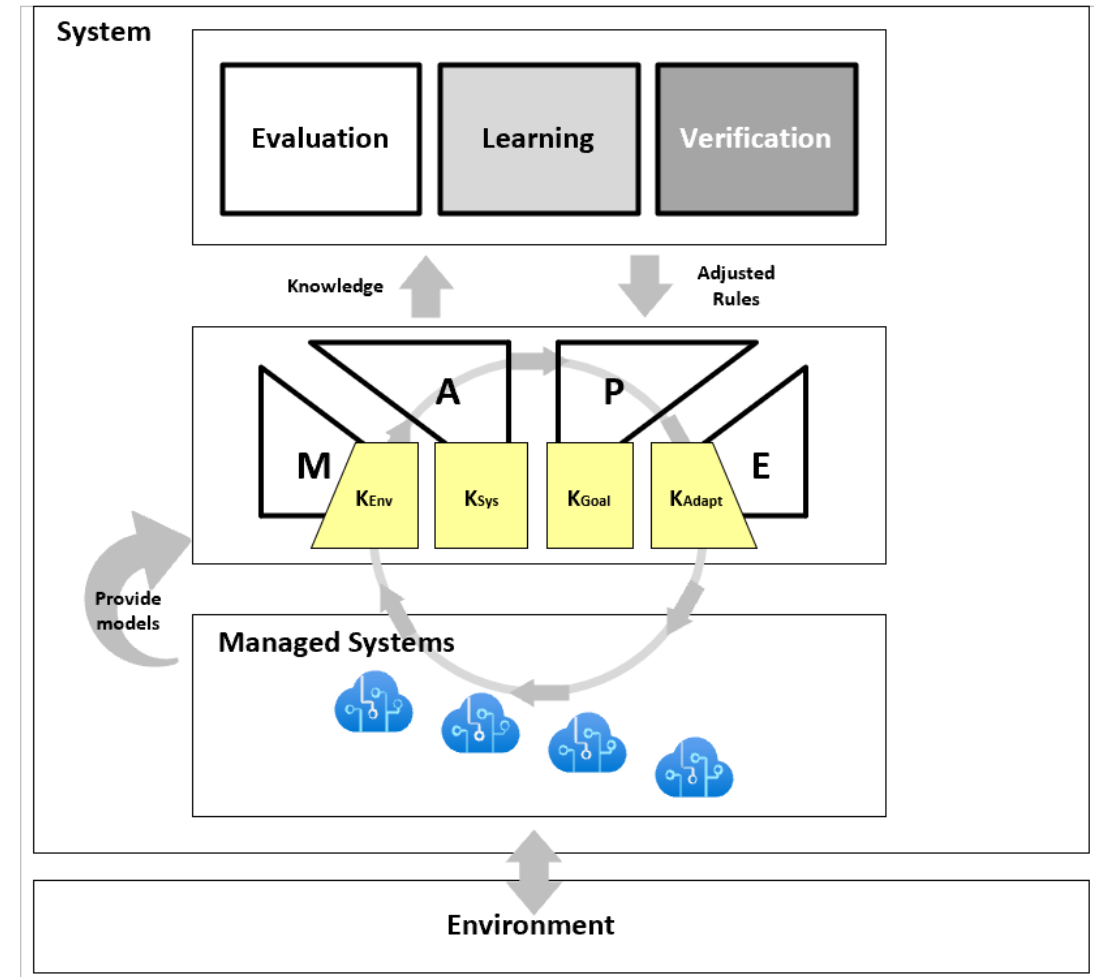 System
Evaluation
Learning
Verification
Knowledge
Adjusted
Rules
A
P
M
E
KEnv
KSys
KGoal
KAdapt
Provide
models
Managed Systems
Environment